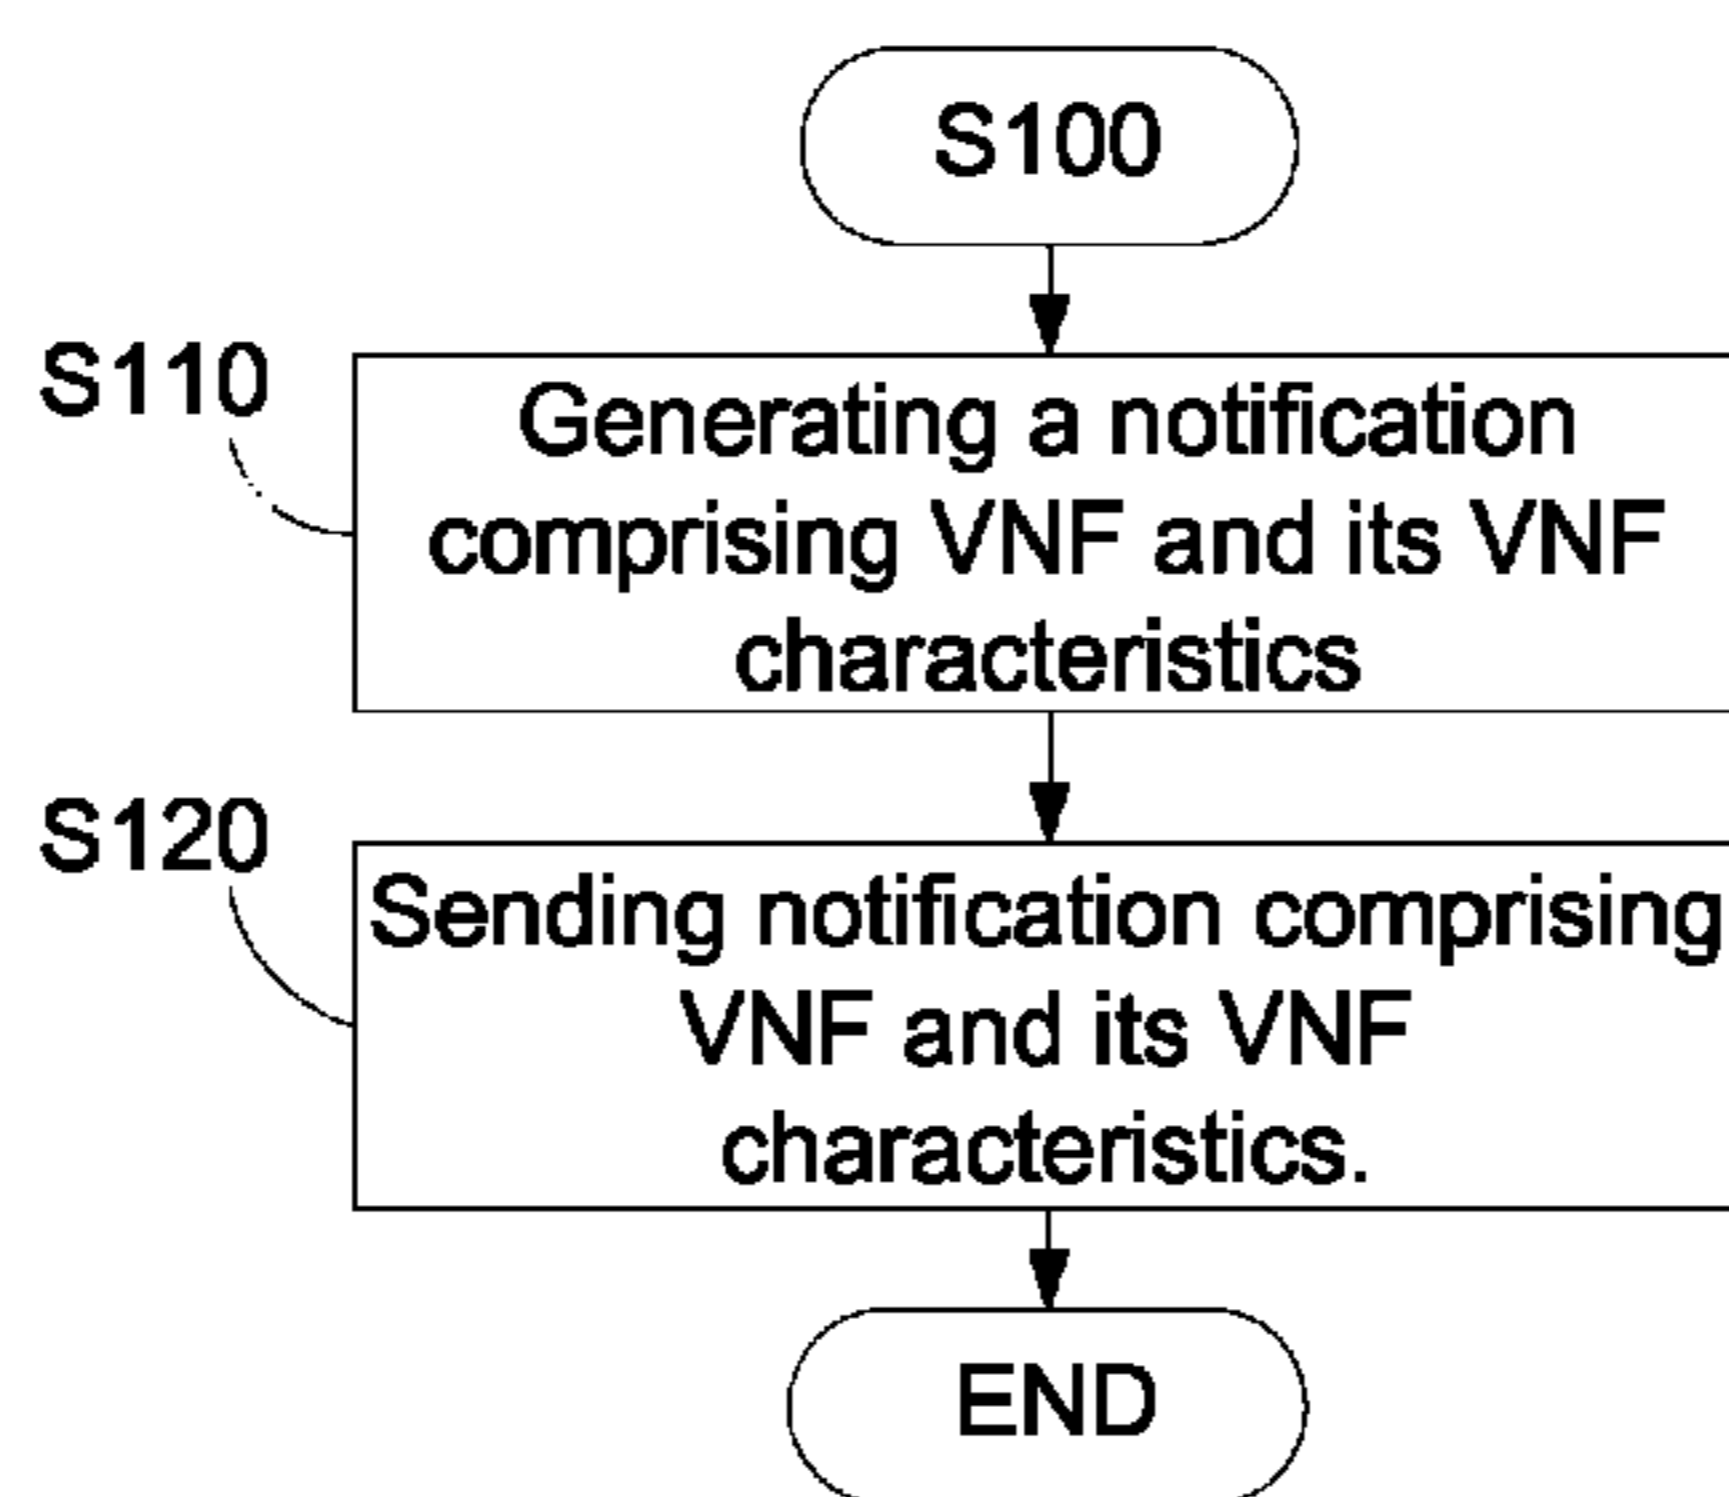 S100
S110
Generating a notification
comprising VNF and its VNF
characteristics
S120
Sending notification comprising
VNF and its VNF
characteristics.
END